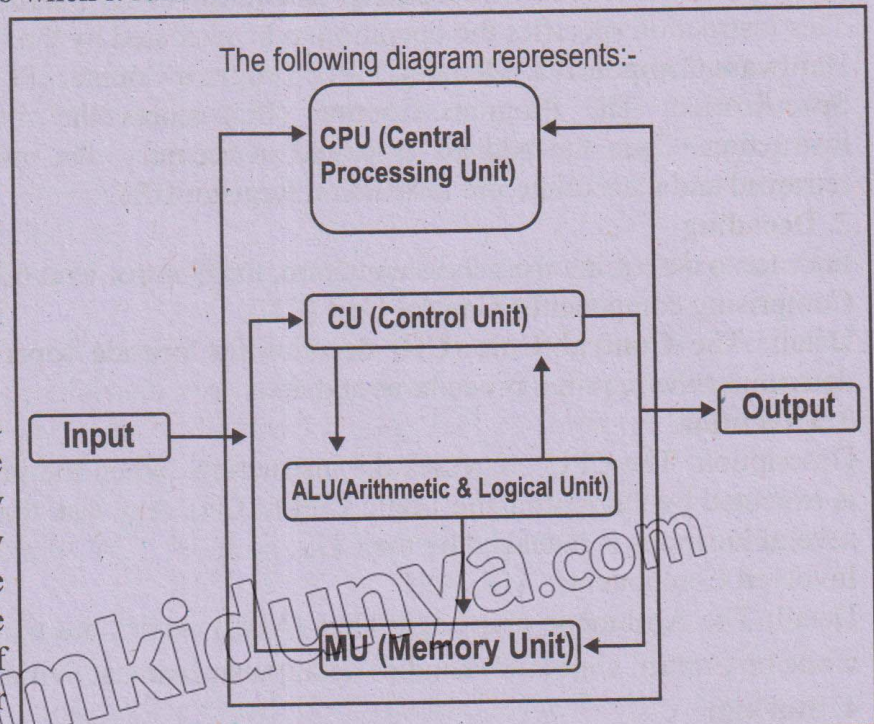 The following diagram represents:-
CPU (Central
Processing Unit)
CU (Control Unit)
Input
Output
ALU(Arithmetic & Logical Unit)
MU (Memory Unit)
mkidunya.com